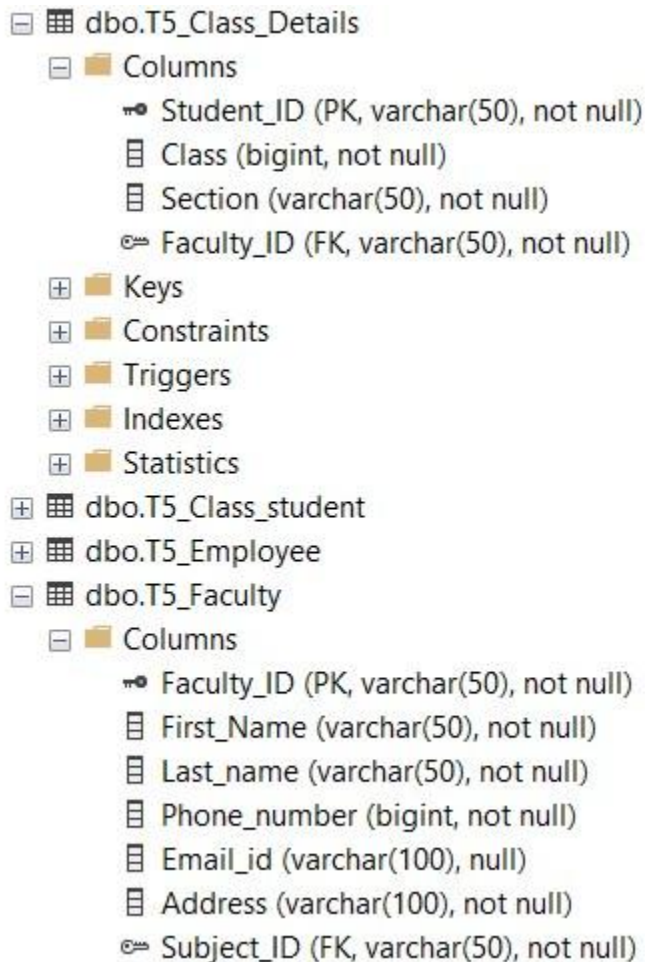 dbo.T5_Class_Details
Columns
Student_ID (PK, varchar(50), not null)
Class (bigint, not null)
Section (varchar(50), not null)
Faculty_ID (FK, varchar(50), not null)
Keys
Constraints
Triggers
Indexes
Statistics
dbo.T5_Class_student
dbo.T5_Employee
dbo.T5_Faculty
Columns
Faculty_ID (PK, varchar(50), not null)
First_Name (varchar(50), not null)
Last_name (varchar(50), not null)
Phone_number (bigint, not null)
Email_id (varchar(100), null)
Address (varchar(100), not null)
Subject_ID (FK, varchar(50), not null)